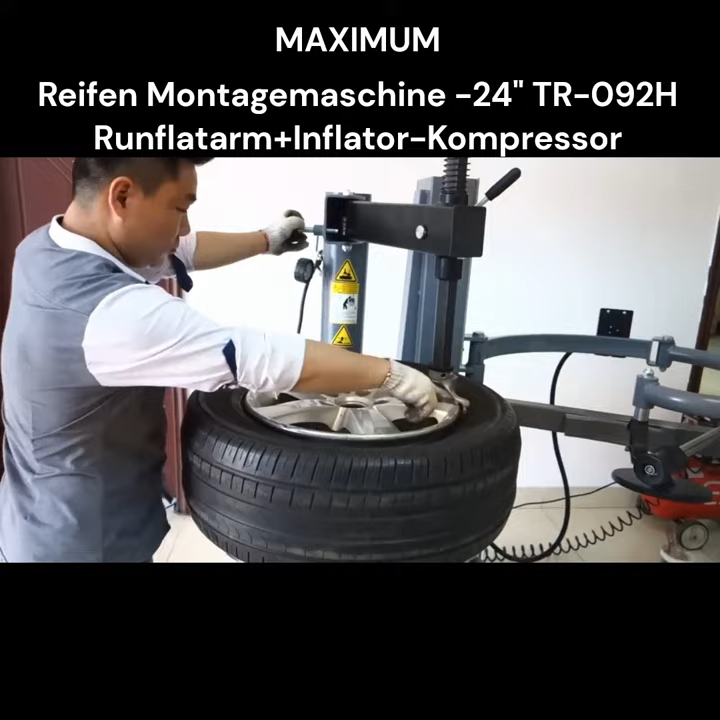 MAXIMUM
Reifen Montagemaschine -24" TR-092H
Runflatarm+Inflator-Kompressor